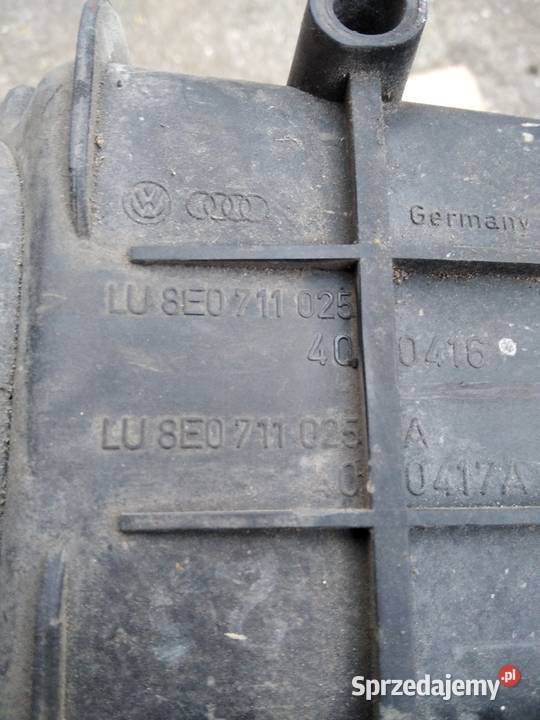 Germany
LU 8E0 711 025
40 0416
LU 8E0 711 025 A
0417A
Sprzedajemy.pl